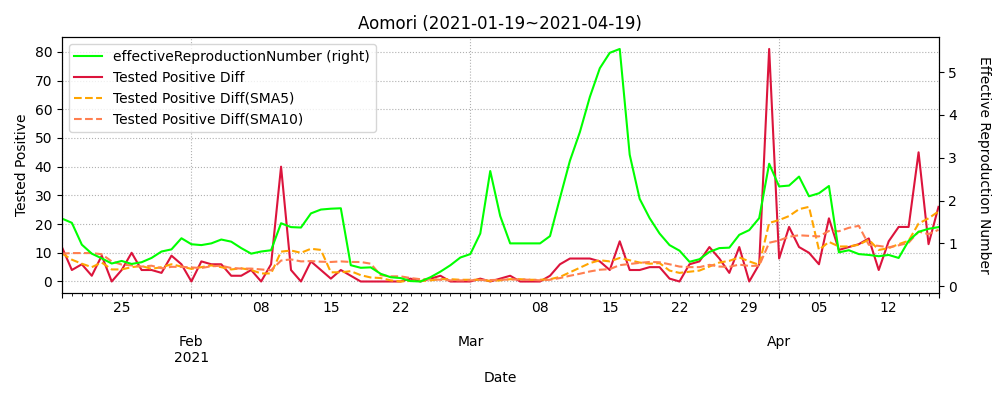 Aomori (2021-01-19~2021-04-19)
effectiveReproductionNumber (right)
Tested Positive Diff
Tested Positive Diff(SMA5)
Tested Positive Diff(SMA10)
Tested Positive
80
70
60
50
40
30
20
10
0
Effective Reproduction Number
5
4
3
2
1
0
25 08 15 22 08 15 22 29 05 12
Feb Mar Apr
2021
Date